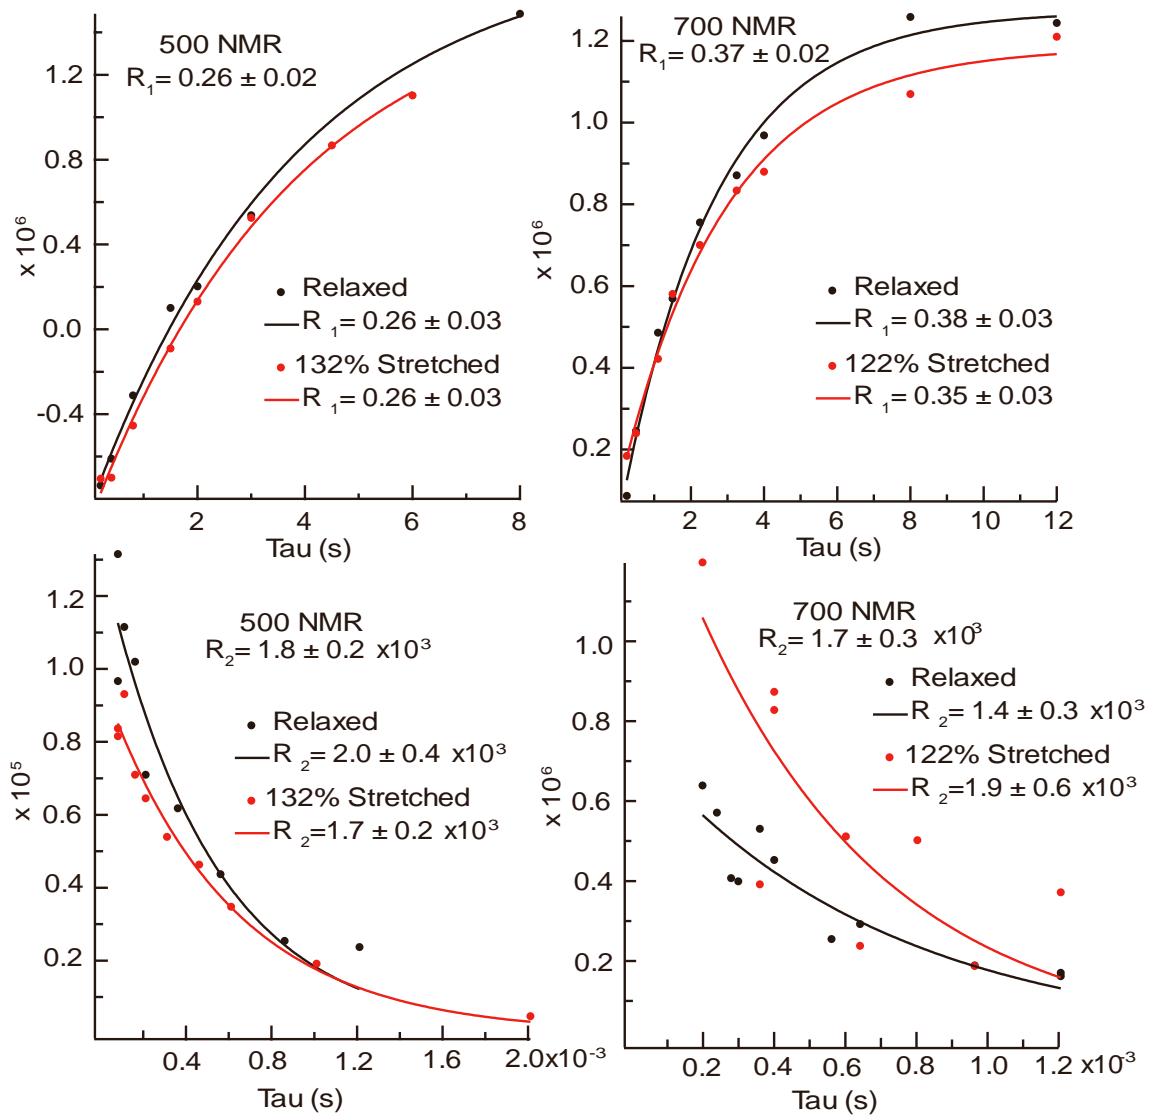 500 NMR
R1= 0.26 ± 0.02
1.2
0.8
0.4
0.0
-0.4
x 10⁶
Relaxed
R 1= 0.26 ± 0.03
132% Stretched
R 1= 0.26 ± 0.03
2
4
6
8
Tau (s)
700 NMR
R1= 0.37 ± 0.02
1.2
1.0
0.8
0.6
0.4
0.2
x 10⁶
Relaxed
R 1= 0.38 ± 0.03
122% Stretched
R 1= 0.35 ± 0.03
2
4
6
8
10
12
Tau (s)
500 NMR
R2= 1.8 ± 0.2 x10³
1.2
1.0
0.8
0.6
0.4
0.2
x 10⁵
Relaxed
R 2= 2.0 ± 0.4 x10³
132% Stretched
R 2=1.7 ± 0.2 x10³
0.4
0.8
1.2
1.6
2.0x10⁻³
Tau (s)
700 NMR
R2= 1.7 ± 0.3 x10³
1.0
0.8
0.6
0.4
0.2
x 10⁶
Relaxed
R 2= 1.4 ± 0.3 x10³
122% Stretched
R 2=1.9 ± 0.6 x10³
0.2
0.4
0.6
0.8
1.0
1.2 x10⁻³
Tau (s)